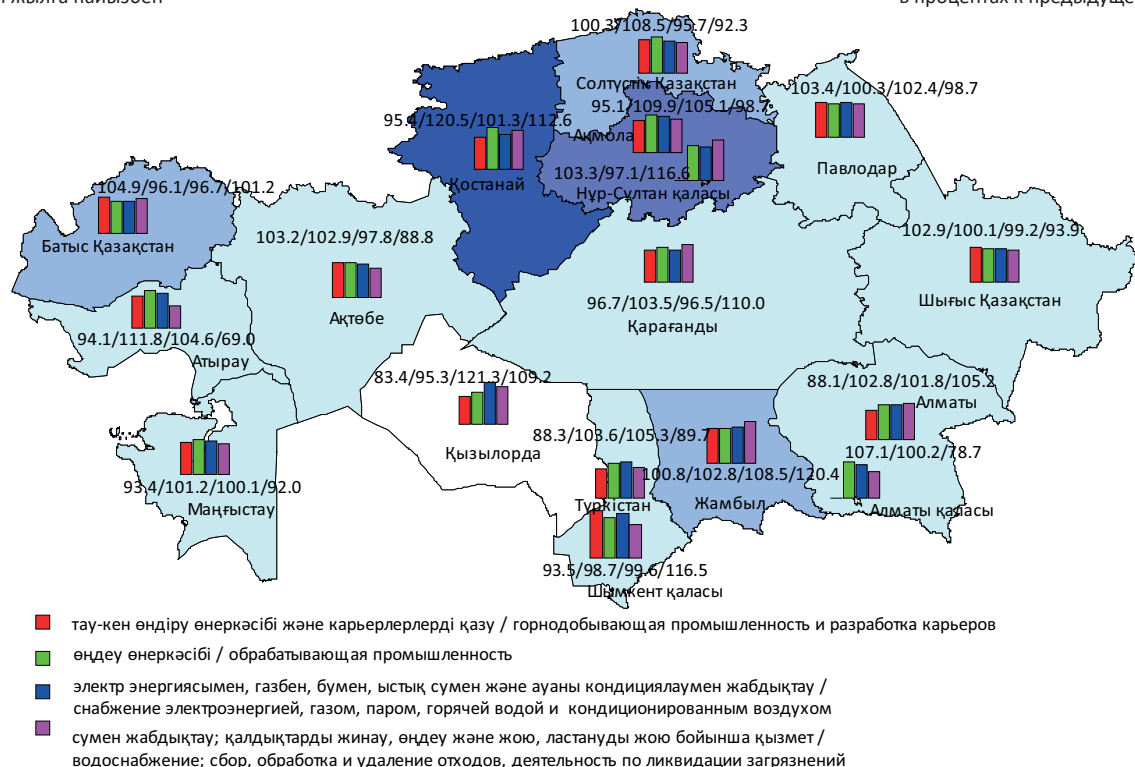 жылға пайызбен
в процентах к предыдуще
100.3/108.5/95.7/92.3
Солтүстік Қазақстан
95.1/109.9/105.1/98.7
Ақмола
103.3/97.1/116.6
Нұр-Сұлтан қаласы
103.4/100.3/102.4/98.7
Павлодар
95.4/120.5/101.3/112.6
Қостанай
104.9/96.1/96.7/101.2
Батыс Қазақстан
103.2/102.9/97.8/88.8
Ақтөбе
102.9/100.1/99.2/93.9
Шығыс Қазақстан
96.7/103.5/96.5/110.0
Қарағанды
94.1/111.8/104.6/69.0
Атырау
83.4/95.3/121.3/109.2
Қызылорда
88.1/102.8/101.8/105.2
Алматы
107.1/100.2/78.7
Алматы қаласы
88.3/103.6/105.3/89.7
Түркістан
100.8/102.8/108.5/120.4
Жамбыл
93.4/101.2/100.1/92.0
Маңғыстау
93.5/98.7/99.6/116.5
Шымкент қаласы
тау-кен өндіру өнеркәсібі және карьерлерлерді қазу / горнодобывающая промышленность и разработка карьеров
өңдеу өнеркәсібі / обрабатывающая промышленность
электр энергиясымен, газбен, бумен, ыстық сумен және ауаны кондициялаумен жабдықтау /
снабжение электроэнергией, газом, паром, горячей водой и кондиционированным воздухом
сумен жабдықтау; қалдықтарды жинау, өңдеу және жою, ластануды жою бойынша қызмет /
водоснабжение; сбор, обработка и удаление отходов, деятельность по ликвидации загрязнений